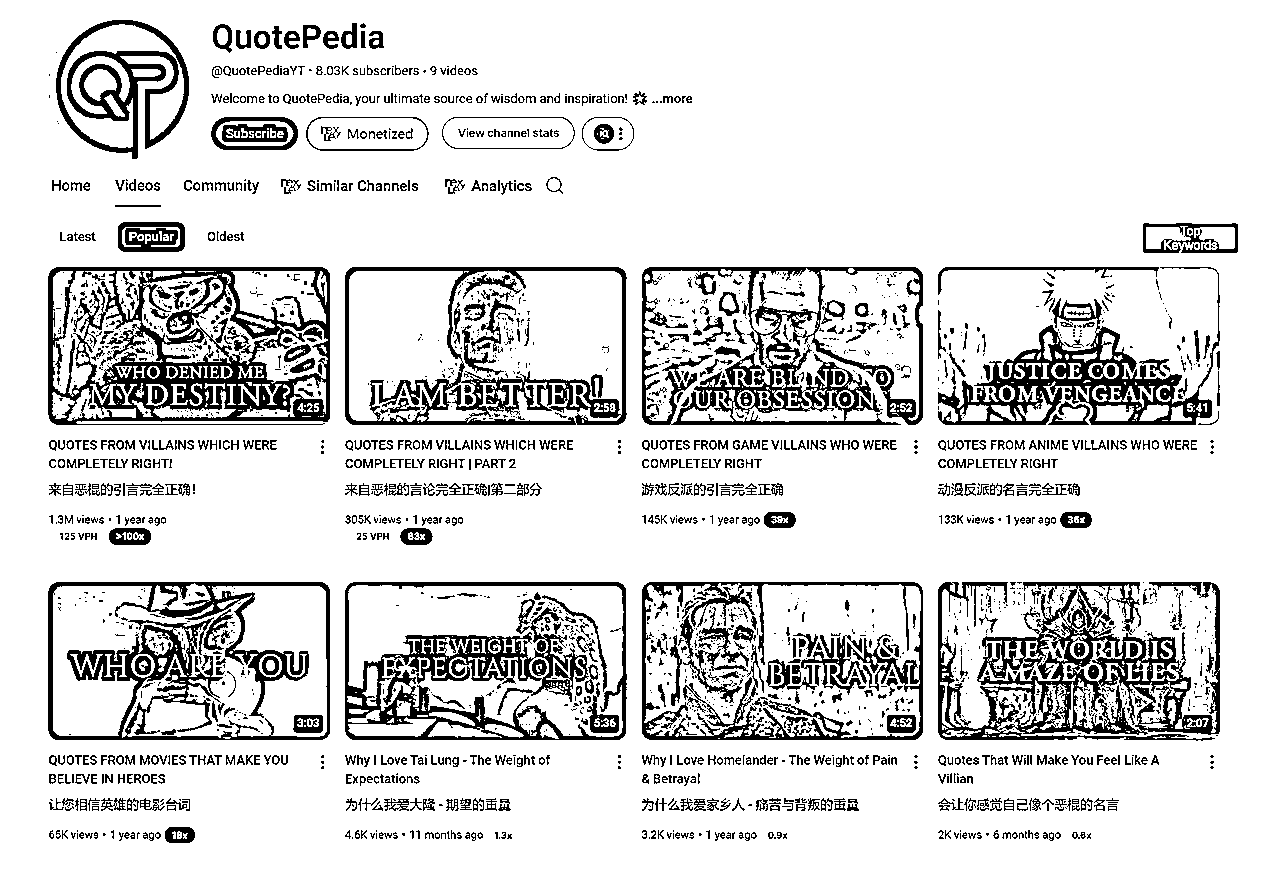 QT
QuotePedia
@QuotePediaYT • 8.03K subscribers • 9 videos
Welcome to QuotePedia, your ultimate source of wisdom and inspiration! ...more
Subscribe
Monetized
View channel stats
Home
Videos
Community
Similar Channels
Analytics
Latest
Popular
Oldest
Top
Keywords
WHO DENIED ME
MY DESTINY?
4:25
I AM BETTER!
2:58
WE ARE BLIND TO
OUR OBSESSION
2:52
JUSTICE COMES
FROM VENGEANCE
5:41
QUOTES FROM VILLAINS WHICH WERE
COMPLETELY RIGHT!
来自恶棍的引言完全正确!
1.3M views • 1 year ago
125 VPH >100x
QUOTES FROM VILLAINS WHICH WERE
COMPLETELY RIGHT | PART 2
来自恶棍的言论完全正确|第二部分
305K views • 1 year ago
25 VPH 83x
QUOTES FROM GAME VILLAINS WHO WERE
COMPLETELY RIGHT
游戏反派的引言完全正确
145K views • 1 year ago 39x
QUOTES FROM ANIME VILLAINS WHO WERE
COMPLETELY RIGHT
动漫反派的名言完全正确
133K views • 1 year ago 36x
WHO ARE YOU
3:03
THE WEIGHT OF
EXPECTATIONS
5:36
PAIN &
BETRAYAL
4:52
THE WORLD IS
A MAZE OF LIES
2:07
QUOTES FROM MOVIES THAT MAKE YOU
BELIEVE IN HEROES
让您相信英雄的电影台词
65K views • 1 year ago 18x
Why I Love Tai Lung - The Weight of
Expectations
为什么我爱大隆 - 期望的重量
4.6K views • 11 months ago 1.3x
Why I Love Homelander - The Weight of Pain
& Betrayal
为什么我爱家乡人 - 痛苦与背叛的重量
3.2K views • 1 year ago 0.9x
Quotes That Will Make You Feel Like A
Villian
会让你感觉自己像个恶棍的名言
2K views • 6 months ago 0.6x